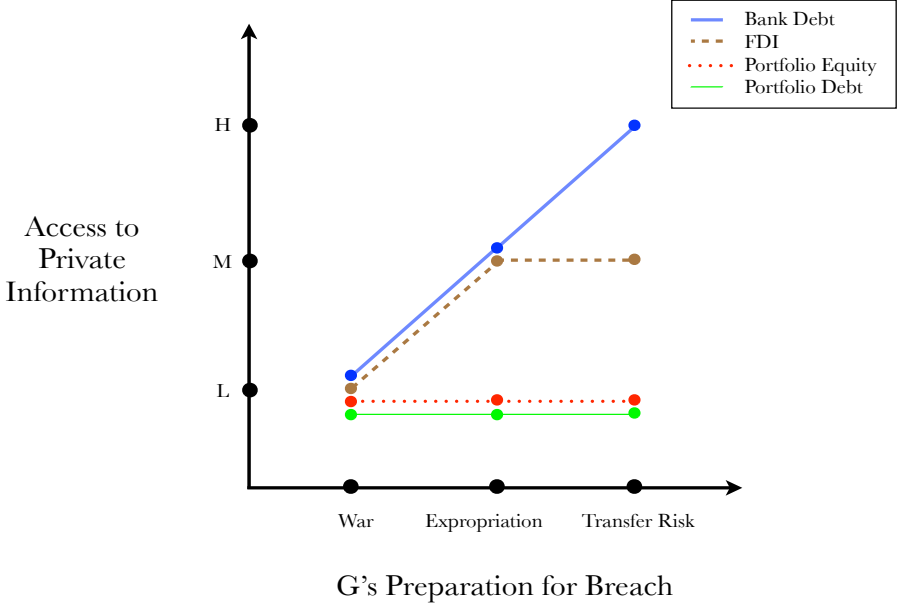 Bank Debt
FDI
Portfolio Equity
Portfolio Debt
H
Access to
Private
Information
M
L
War
Expropriation
Transfer Risk
G's Preparation for Breach